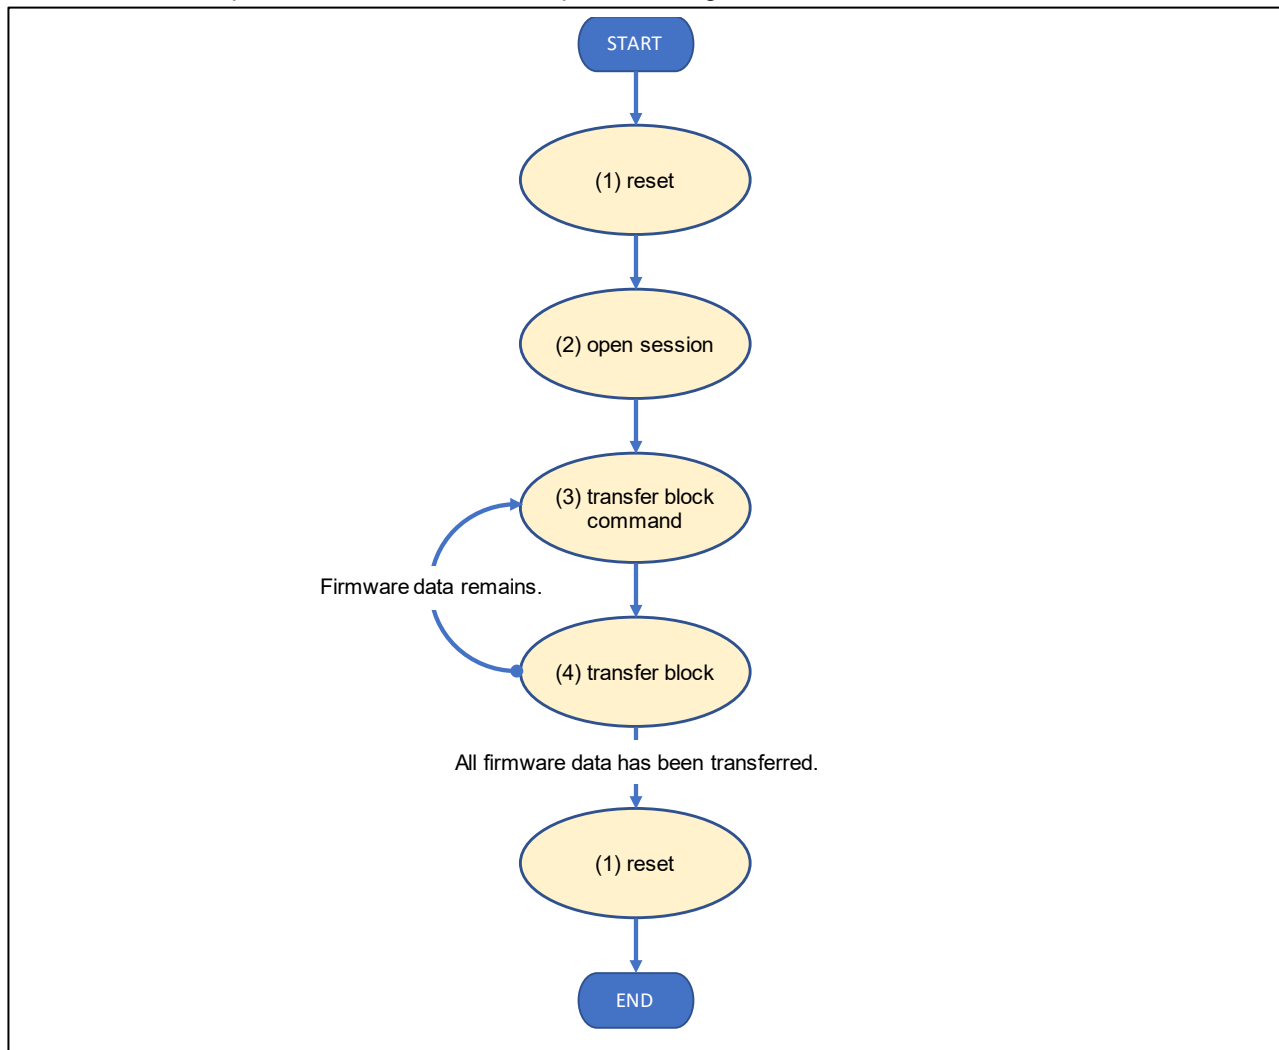 START
(1) reset
(2) open session
(3) transfer block
command
Firmware data remains.
(4) transfer block
All firmware data has been transferred.
(1) reset
END